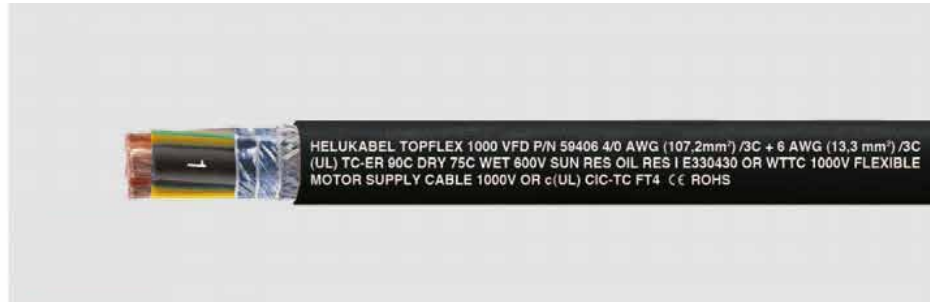 HELUKABEL TOPFLEX 1000 VFD P/N 59406 4/0 AWG (107,2mm²) /3C + 6 AWG (13,3 mm²) /3C
(UL) TC-ER 90C DRY 75C WET 600V SUN RES OIL RES I E330430 OR WTTC 1000V FLEXIBLE
MOTOR SUPPLY CABLE 1000V OR c(UL) CIC-TC FT4 CE ROHS
1